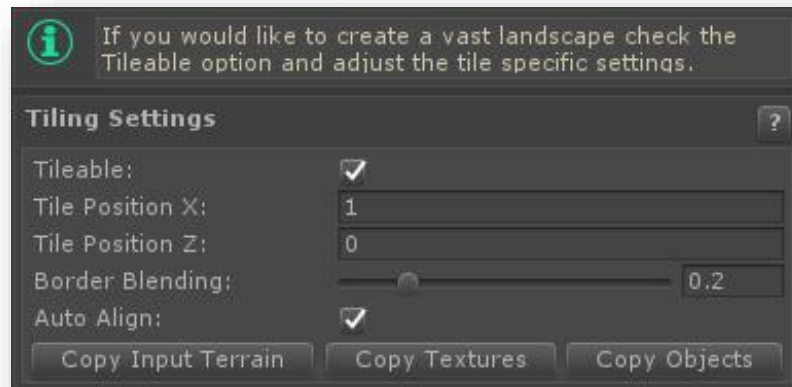 If you would like to create a vast landscape check the
Tileable option and adjust the tile specific settings.
Tiling Settings ?
Tileable:
Tile Position X: 1
Tile Position Z: 0
Border Blending: 0.2
Auto Align:
Copy Input Terrain Copy Textures Copy Objects